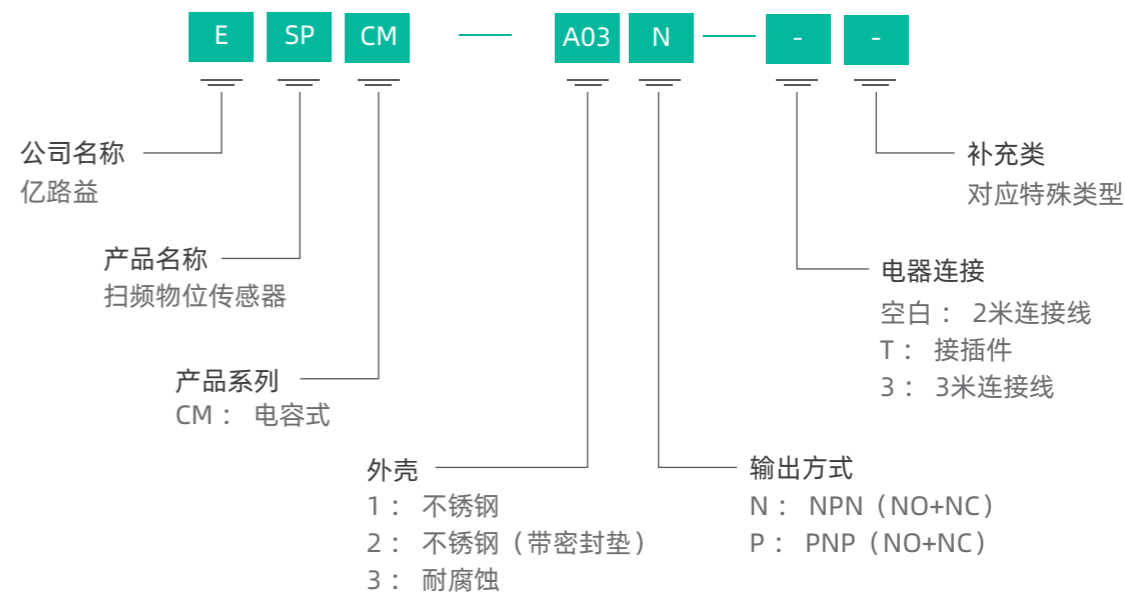 E SP CM — A03 N — - -
公司名称
亿路益
补充类
对应特殊类型
产品名称
扫频物位传感器
电器连接
空白： 2米连接线
T： 接插件
3： 3米连接线
产品系列
CM： 电容式
外壳
1： 不锈钢
2： 不锈钢（带密封垫）
3： 耐腐蚀
输出方式
N： NPN（NO+NC）
P： PNP（NO+NC）